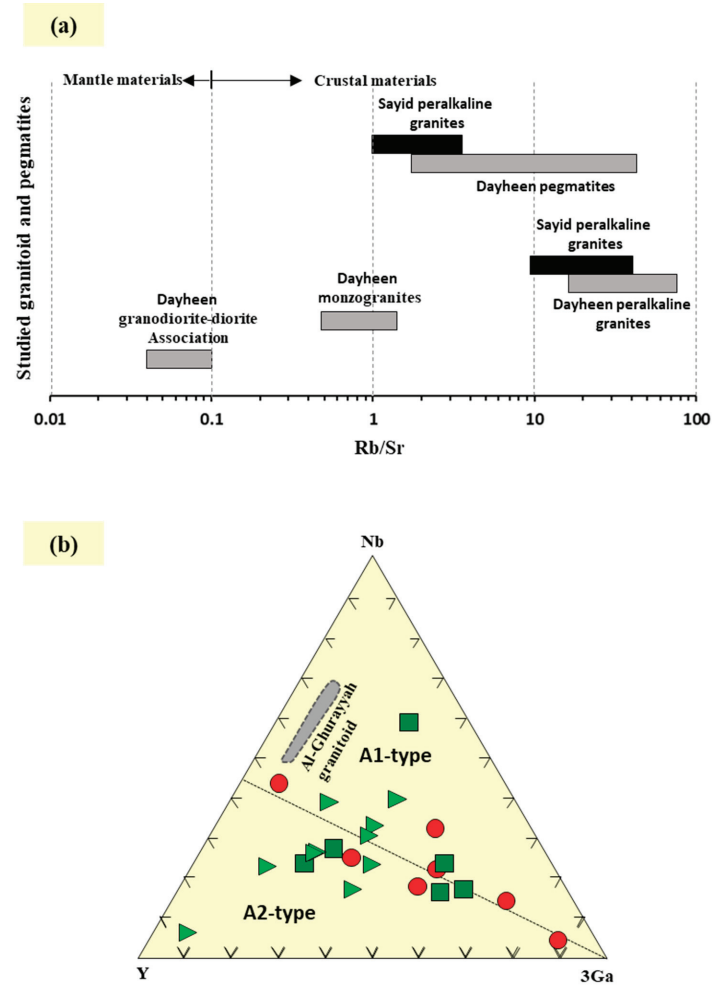 (a)
Mantle materials
Crustal materials
Sayid peralkaline
granites
Dayheen pegmatites
Sayid peralkaline
granites
Dayheen peralkaline
granites
Dayheen
monzogranites
Dayheen
granodiorite-diorite
Association
Studied granitoid and pegmatites
0.01
0.1
1
10
100
Rb/Sr
(b)
Nb
Al-Ghurayyah
granitoid
A1-type
A2-type
Y
3Ga